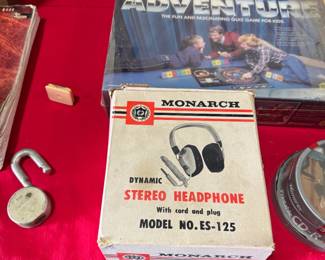 ADVENTURE
THE FUN AND FASCINATING QUIZ GAME FOR KIDS.
MONARCH
DYNAMIC
STEREO HEADPHONE
With cord and plug
MODEL NO. ES-125
MONARCH